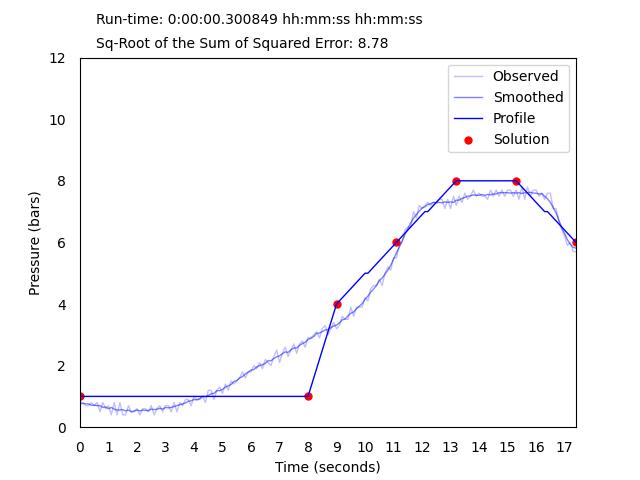 Run-time: 0:00:00.300849 hh:mm:ss hh:mm:ss
Sq-Root of the Sum of Squared Error: 8.78
12
10
8
6
4
2
0
Pressure (bars)
Observed
Smoothed
Profile
Solution
0 1 2 3 4 5 6 7 8 9 10 11 12 13 14 15 16 17
Time (seconds)